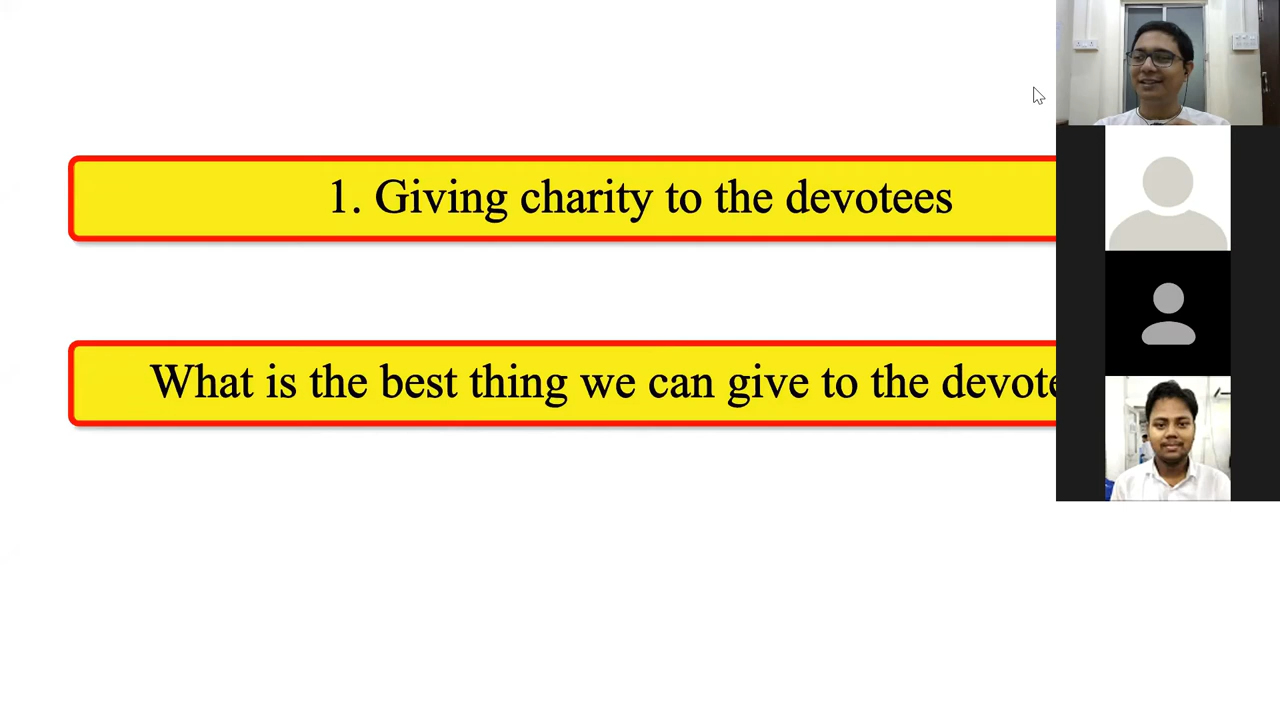 1. Giving charity to the devotees
What is the best thing we can give to the